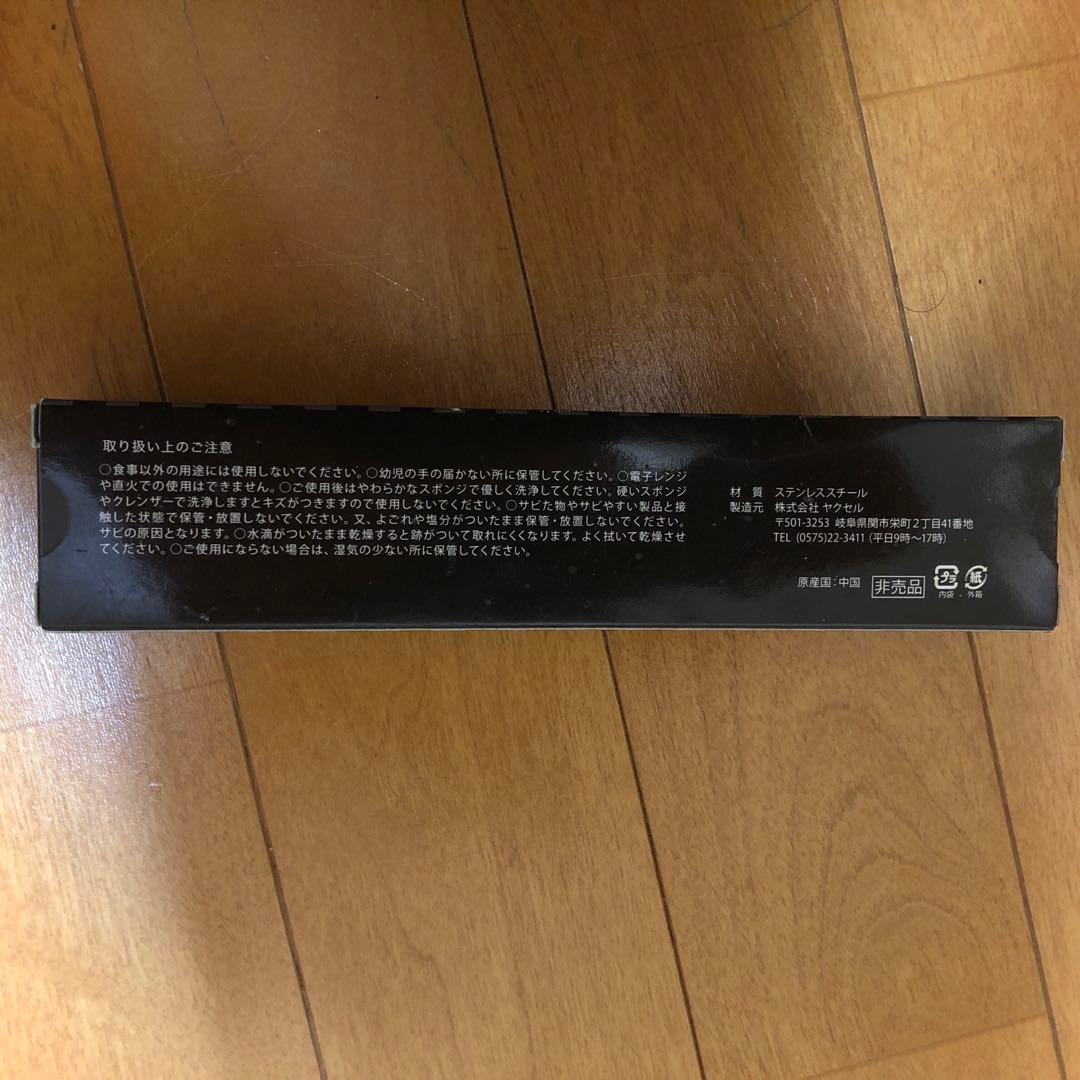 取り扱い上のご注意
○食事以外の用途には使用しないでください。○幼児の手の届かない所に保管してください。○電子レンジ
や直火での使用はできません。○ご使用後はやわらかなスポンジで優しく洗浄してください。硬いスポンジ
やクレンザーで洗浄しますとキズがつきますので使用しないでください。○サビた物やサビやすい製品と接
触した状態で保管・放置しないでください。又、よごれや塩分がついたまま保管・放置しないでください。
サビの原因となります。○水滴がついたまま乾燥すると跡がついて取れにくくなります。よく拭いて乾燥させ
てください。○ご使用にならない場合は、湿気の少ない所に保管してください。
材 質 ステンレススチール
製造元 株式会社 ヤクセル
〒501-3253 岐阜県関市栄町2丁目41番地
TEL (0575)22-3411 (平日9時～17時)
原産国：中国 非売品 プラ 紙
内袋 外箱